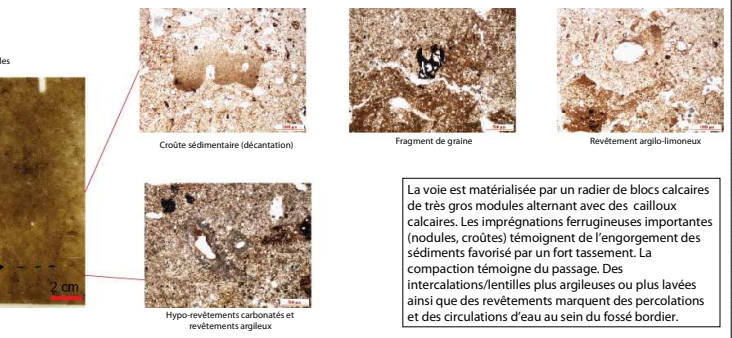 les
Croûte sédimentaire (décantation)
Fragment de graine
Revêtement argilo-limoneux
2 cm
Hypo-revêtements carbonatés et
revêtements argileux
La voie est matérialisée par un radier de blocs calcaires
de très gros modules alternant avec des cailloux
calcaires. Les imprégnations ferrugineuses importantes
(nodules, croûtes) témoignent de l'engorgement des
sédiments favorisé par un fort tassement. La
compaction témoigne du passage. Des
intercalations/lentilles plus argileuses ou plus lavées
ainsi que des revêtements marquent des percolations
et des circulations d'eau au sein du fossé bordier.